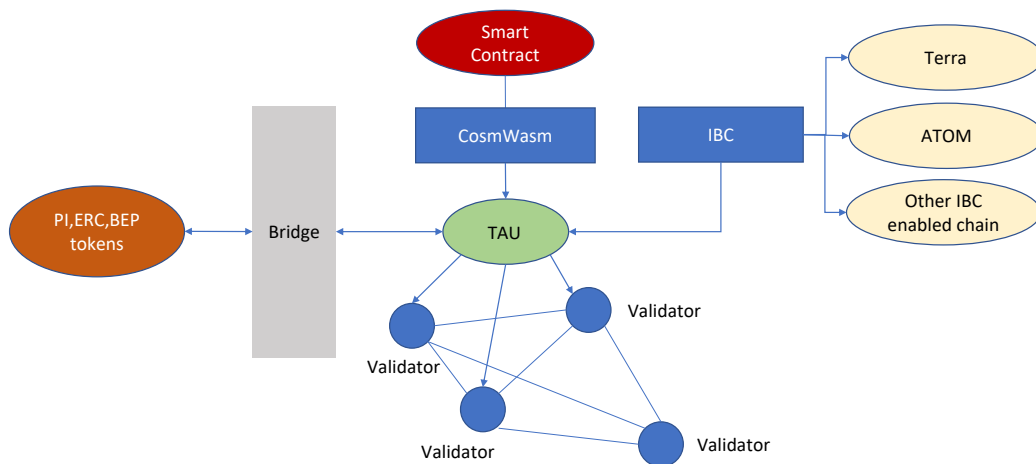 Smart
Contract
Terra
CosmWasm
IBC
ATOM
PI,ERC,BEP
tokens
Bridge
TAU
Other IBC
enabled chain
Validator
Validator
Validator
Validator